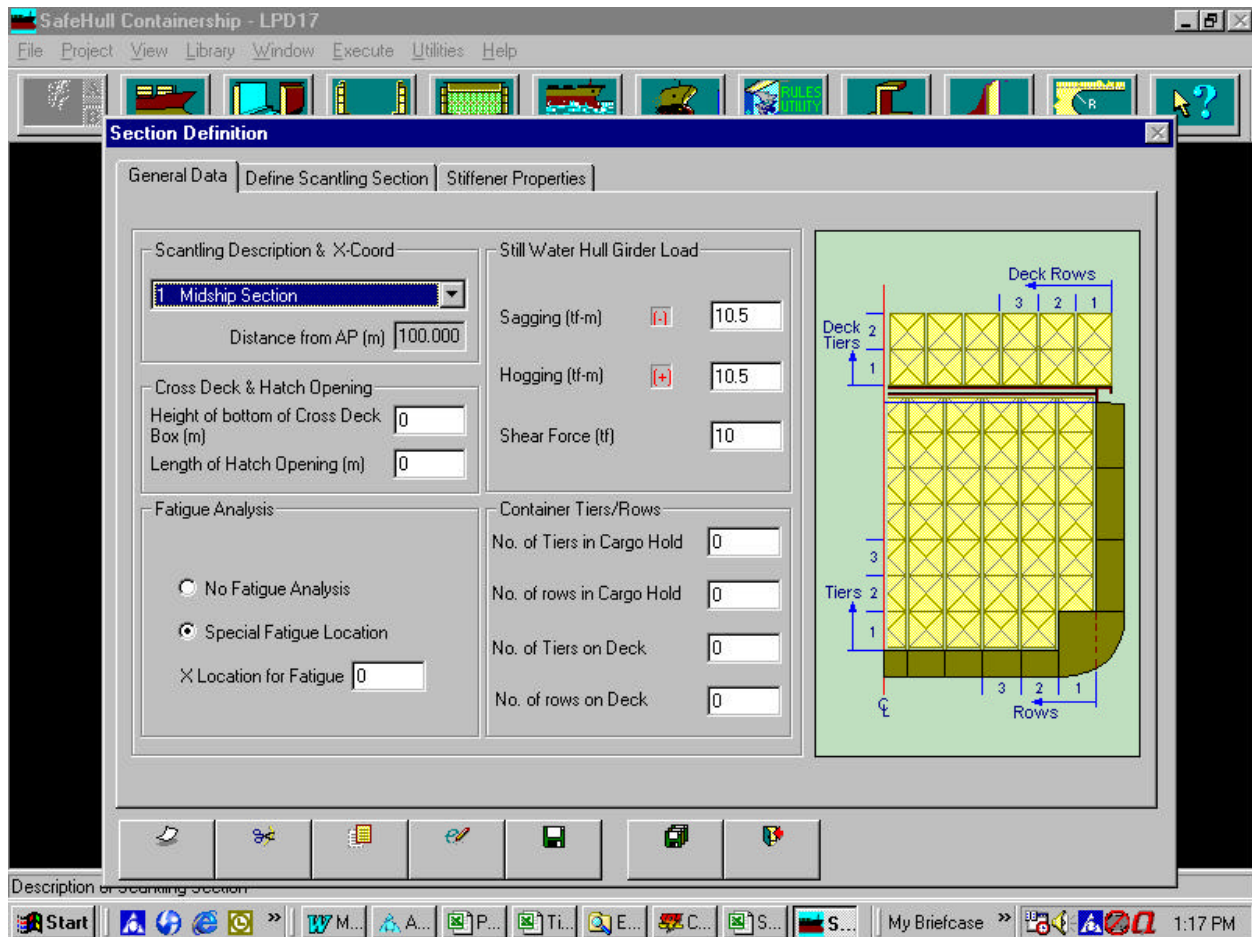 SafeHull Containership - LPD17
File Project View Library Window Execute Utilities Help
RULES
UTILITY
R
Section Definition
General Data
Define Scantling Section
Stiffener Properties
Scantling Description & X-Coord
1 Midship Section
Distance from AP (m) 100.000
Cross Deck & Hatch Opening
Height of bottom of Cross Deck
Box (m)
0
Length of Hatch Opening (m) 0
Fatigue Analysis
No Fatigue Analysis
Special Fatigue Location
X Location for Fatigue 0
Still Water Hull Girder Load
Sagging (tf-m) (-) 10.5
Hogging (tf-m) (+) 10.5
Shear Force (tf) 10
Container Tiers/Rows
No. of Tiers in Cargo Hold 0
No. of rows in Cargo Hold 0
No. of Tiers on Deck 0
No. of rows on Deck 0
Deck Rows
3 2 1
Deck
Tiers
2
1
3
Tiers 2
1
3 2 1
Rows
Start
W M...
A...
P...
Ti...
E...
C...
S...
S...
My Briefcase »
1:17 PM